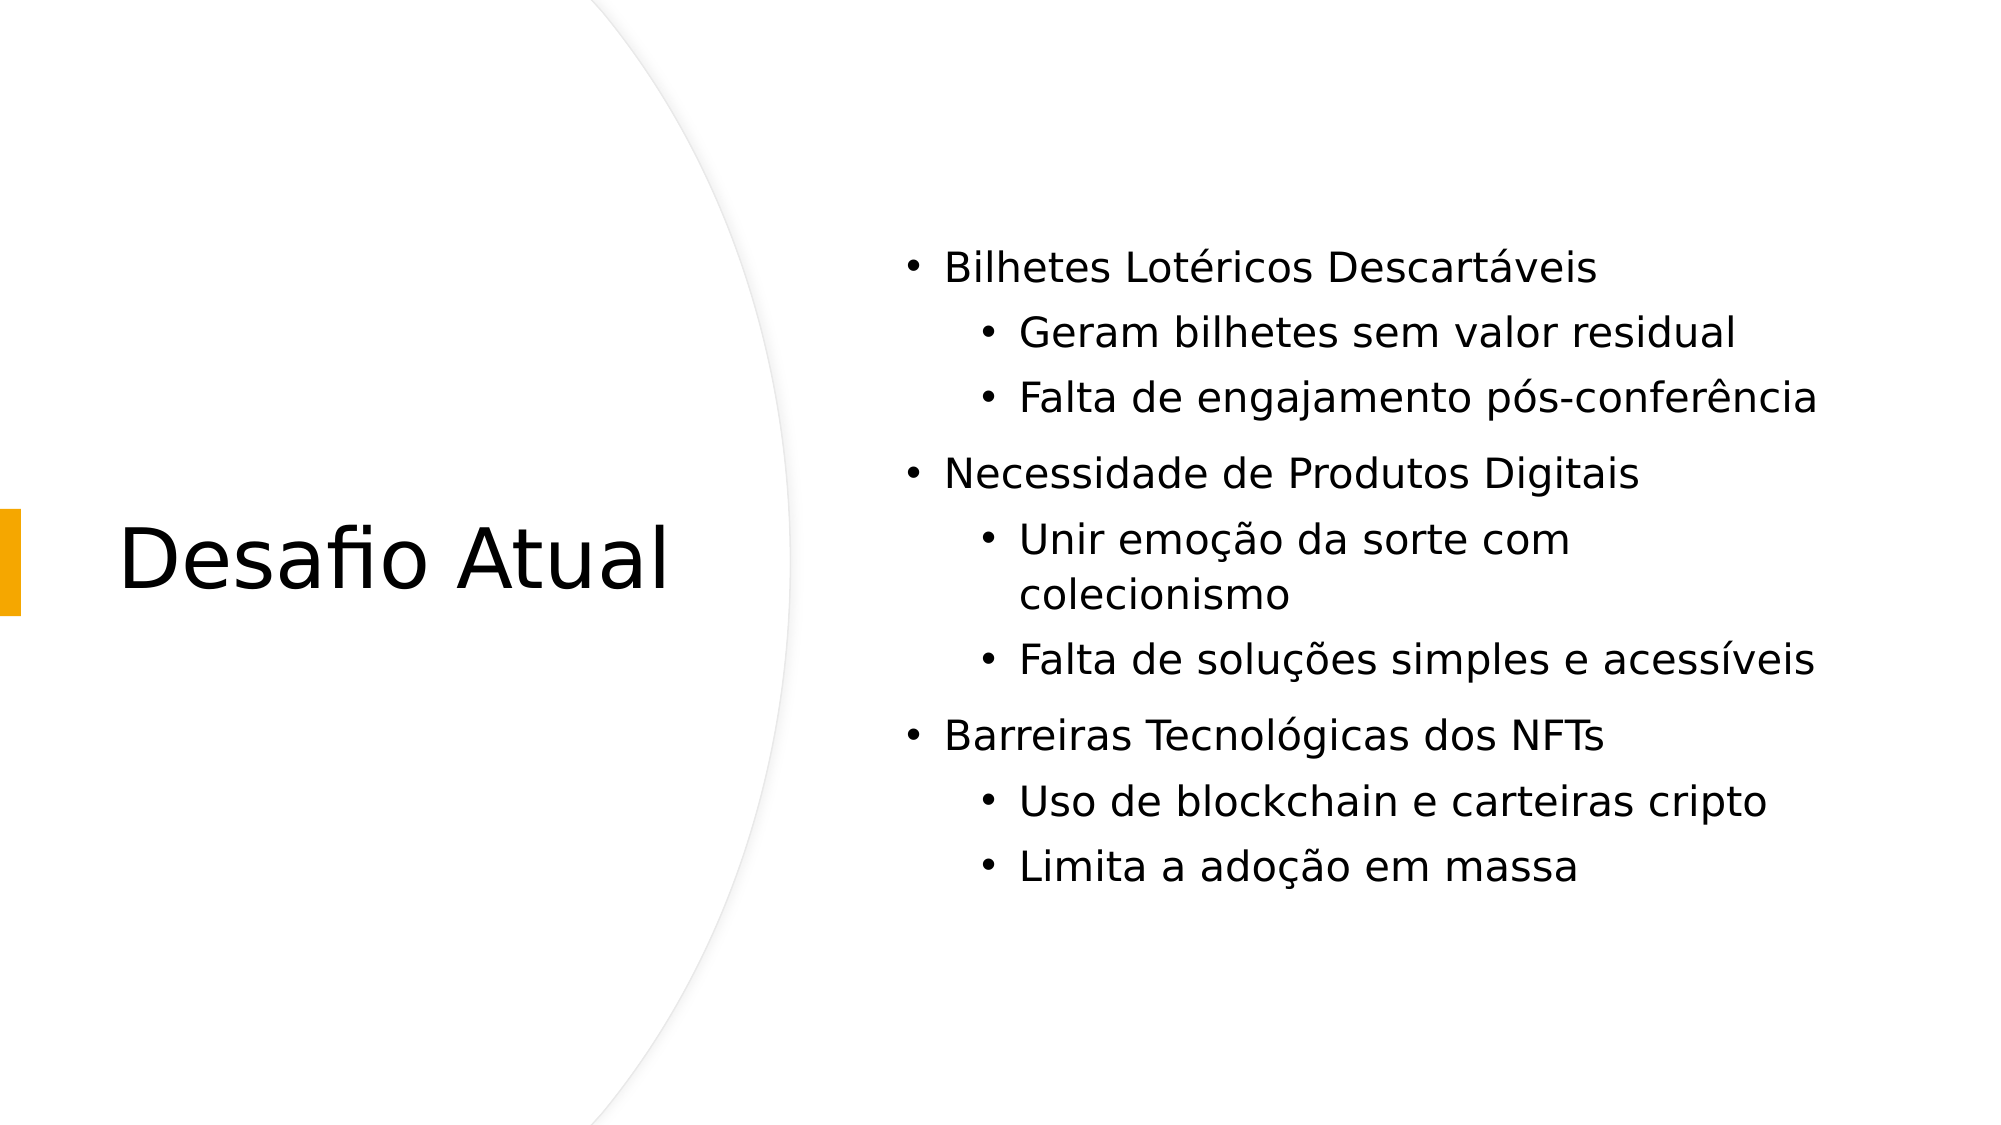 Desafio Atual
• Bilhetes Lotéricos Descartáveis
• Geram bilhetes sem valor residual
• Falta de engajamento pós-conferência
• Necessidade de Produtos Digitais
• Unir emoção da sorte com
colecionismo
• Falta de soluções simples e acessíveis
• Barreiras Tecnológicas dos NFTs
• Uso de blockchain e carteiras cripto
• Limita a adoção em massa